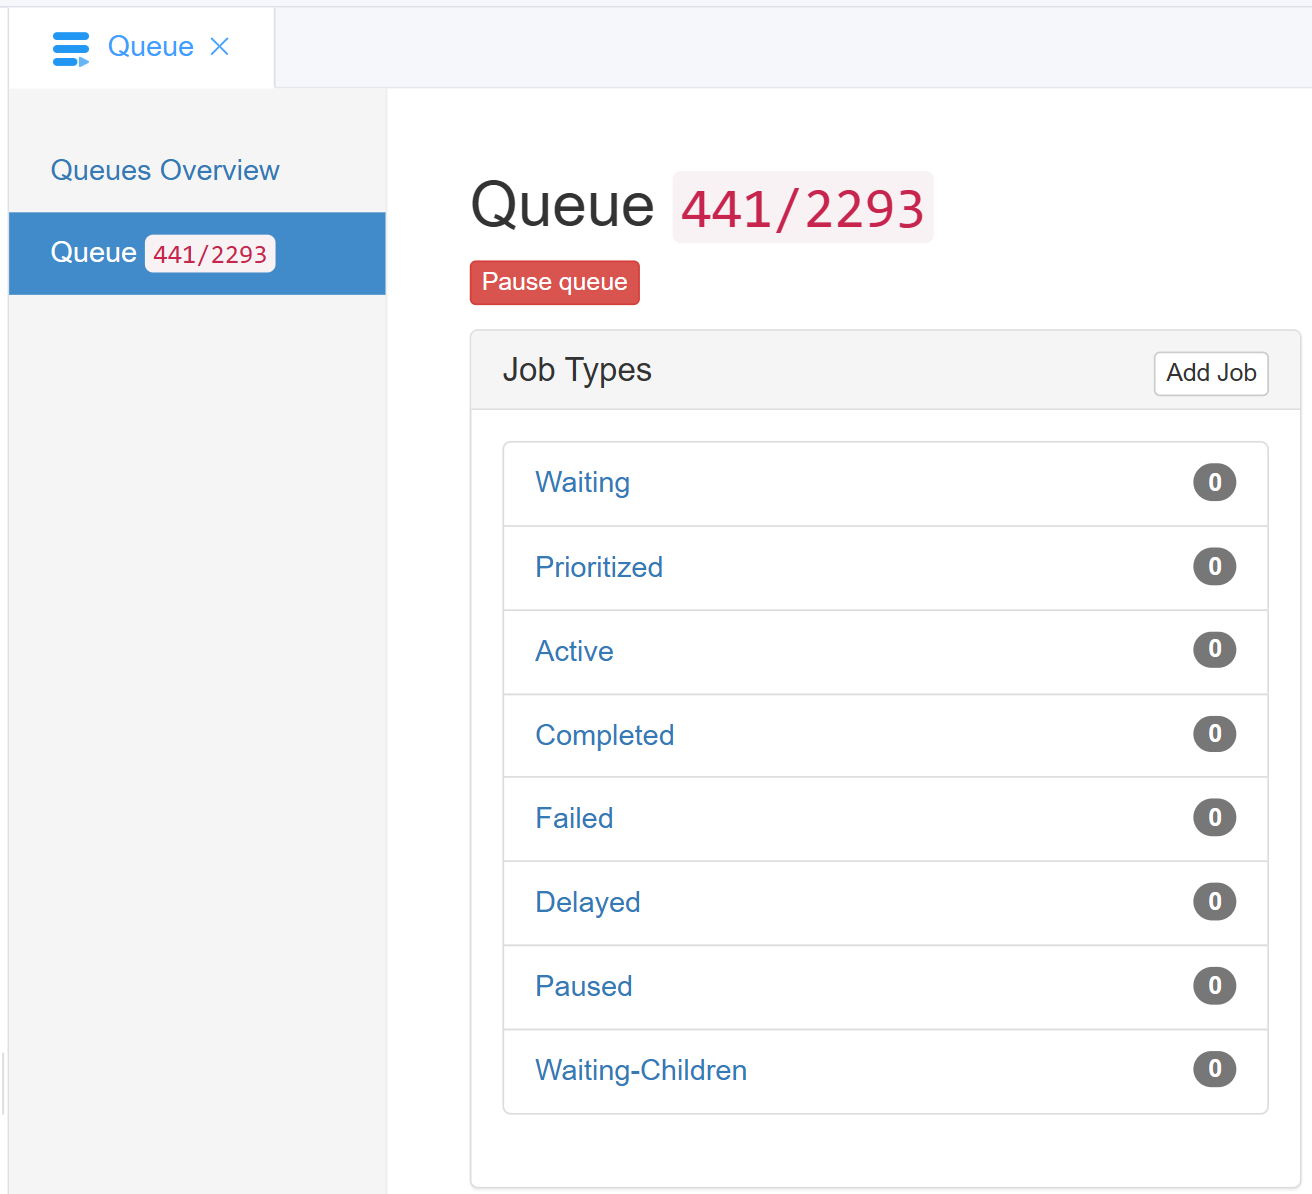 Queue
Queues Overview
Queue 441/2293
Queue 441/2293
Pause queue
Job Types
Add Job
Waiting 0
Prioritized 0
Active 0
Completed 0
Failed 0
Delayed 0
Paused 0
Waiting-Children 0